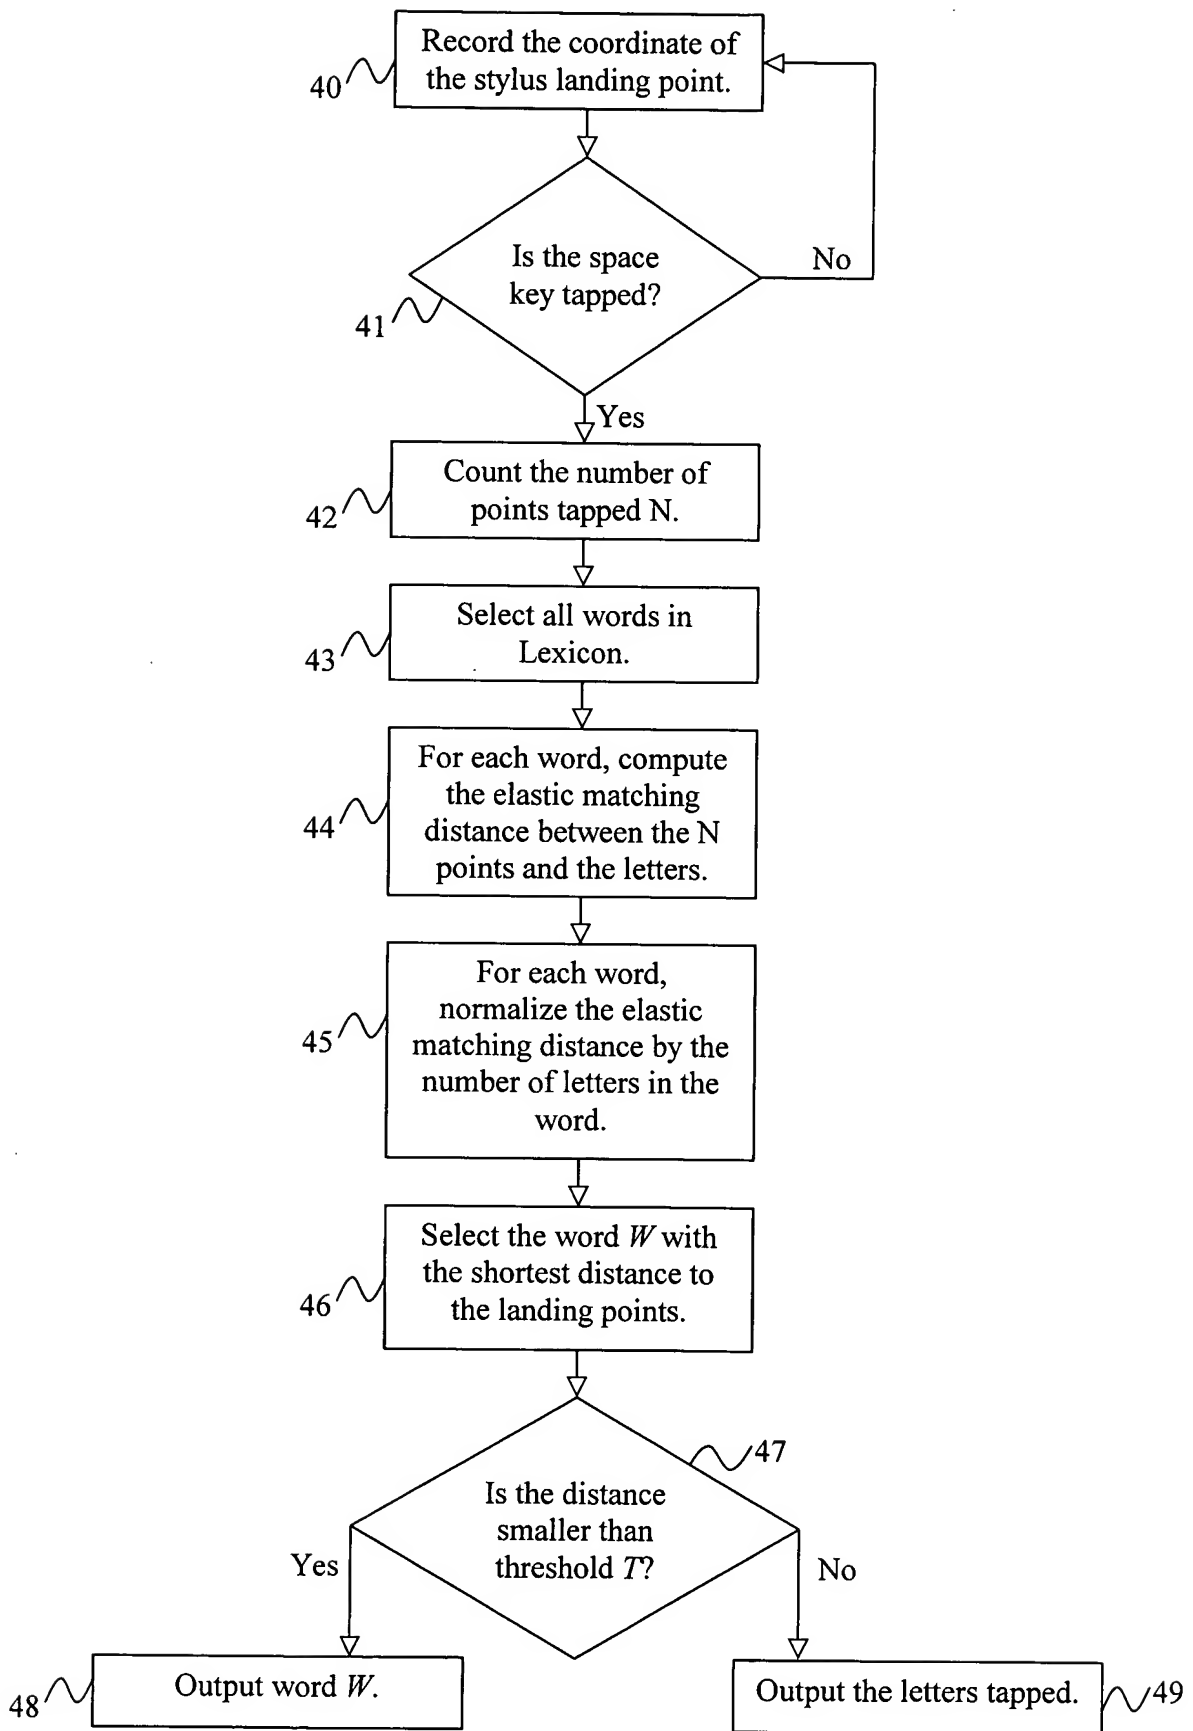 Record the coordinate of
the stylus landing point.
40
Is the space
key tapped?
No
41
Yes
Count the number of
points tapped N.
42
Select all words in
Lexicon.
43
For each word, compute
the elastic matching
distance between the N
points and the letters.
44
For each word,
normalize the elastic
matching distance by the
number of letters in the
word.
45
Select the word W with
the shortest distance to
the landing points.
46
47
Is the distance
smaller than
threshold T?
Yes
No
Output word W.
48
Output the letters tapped.
49